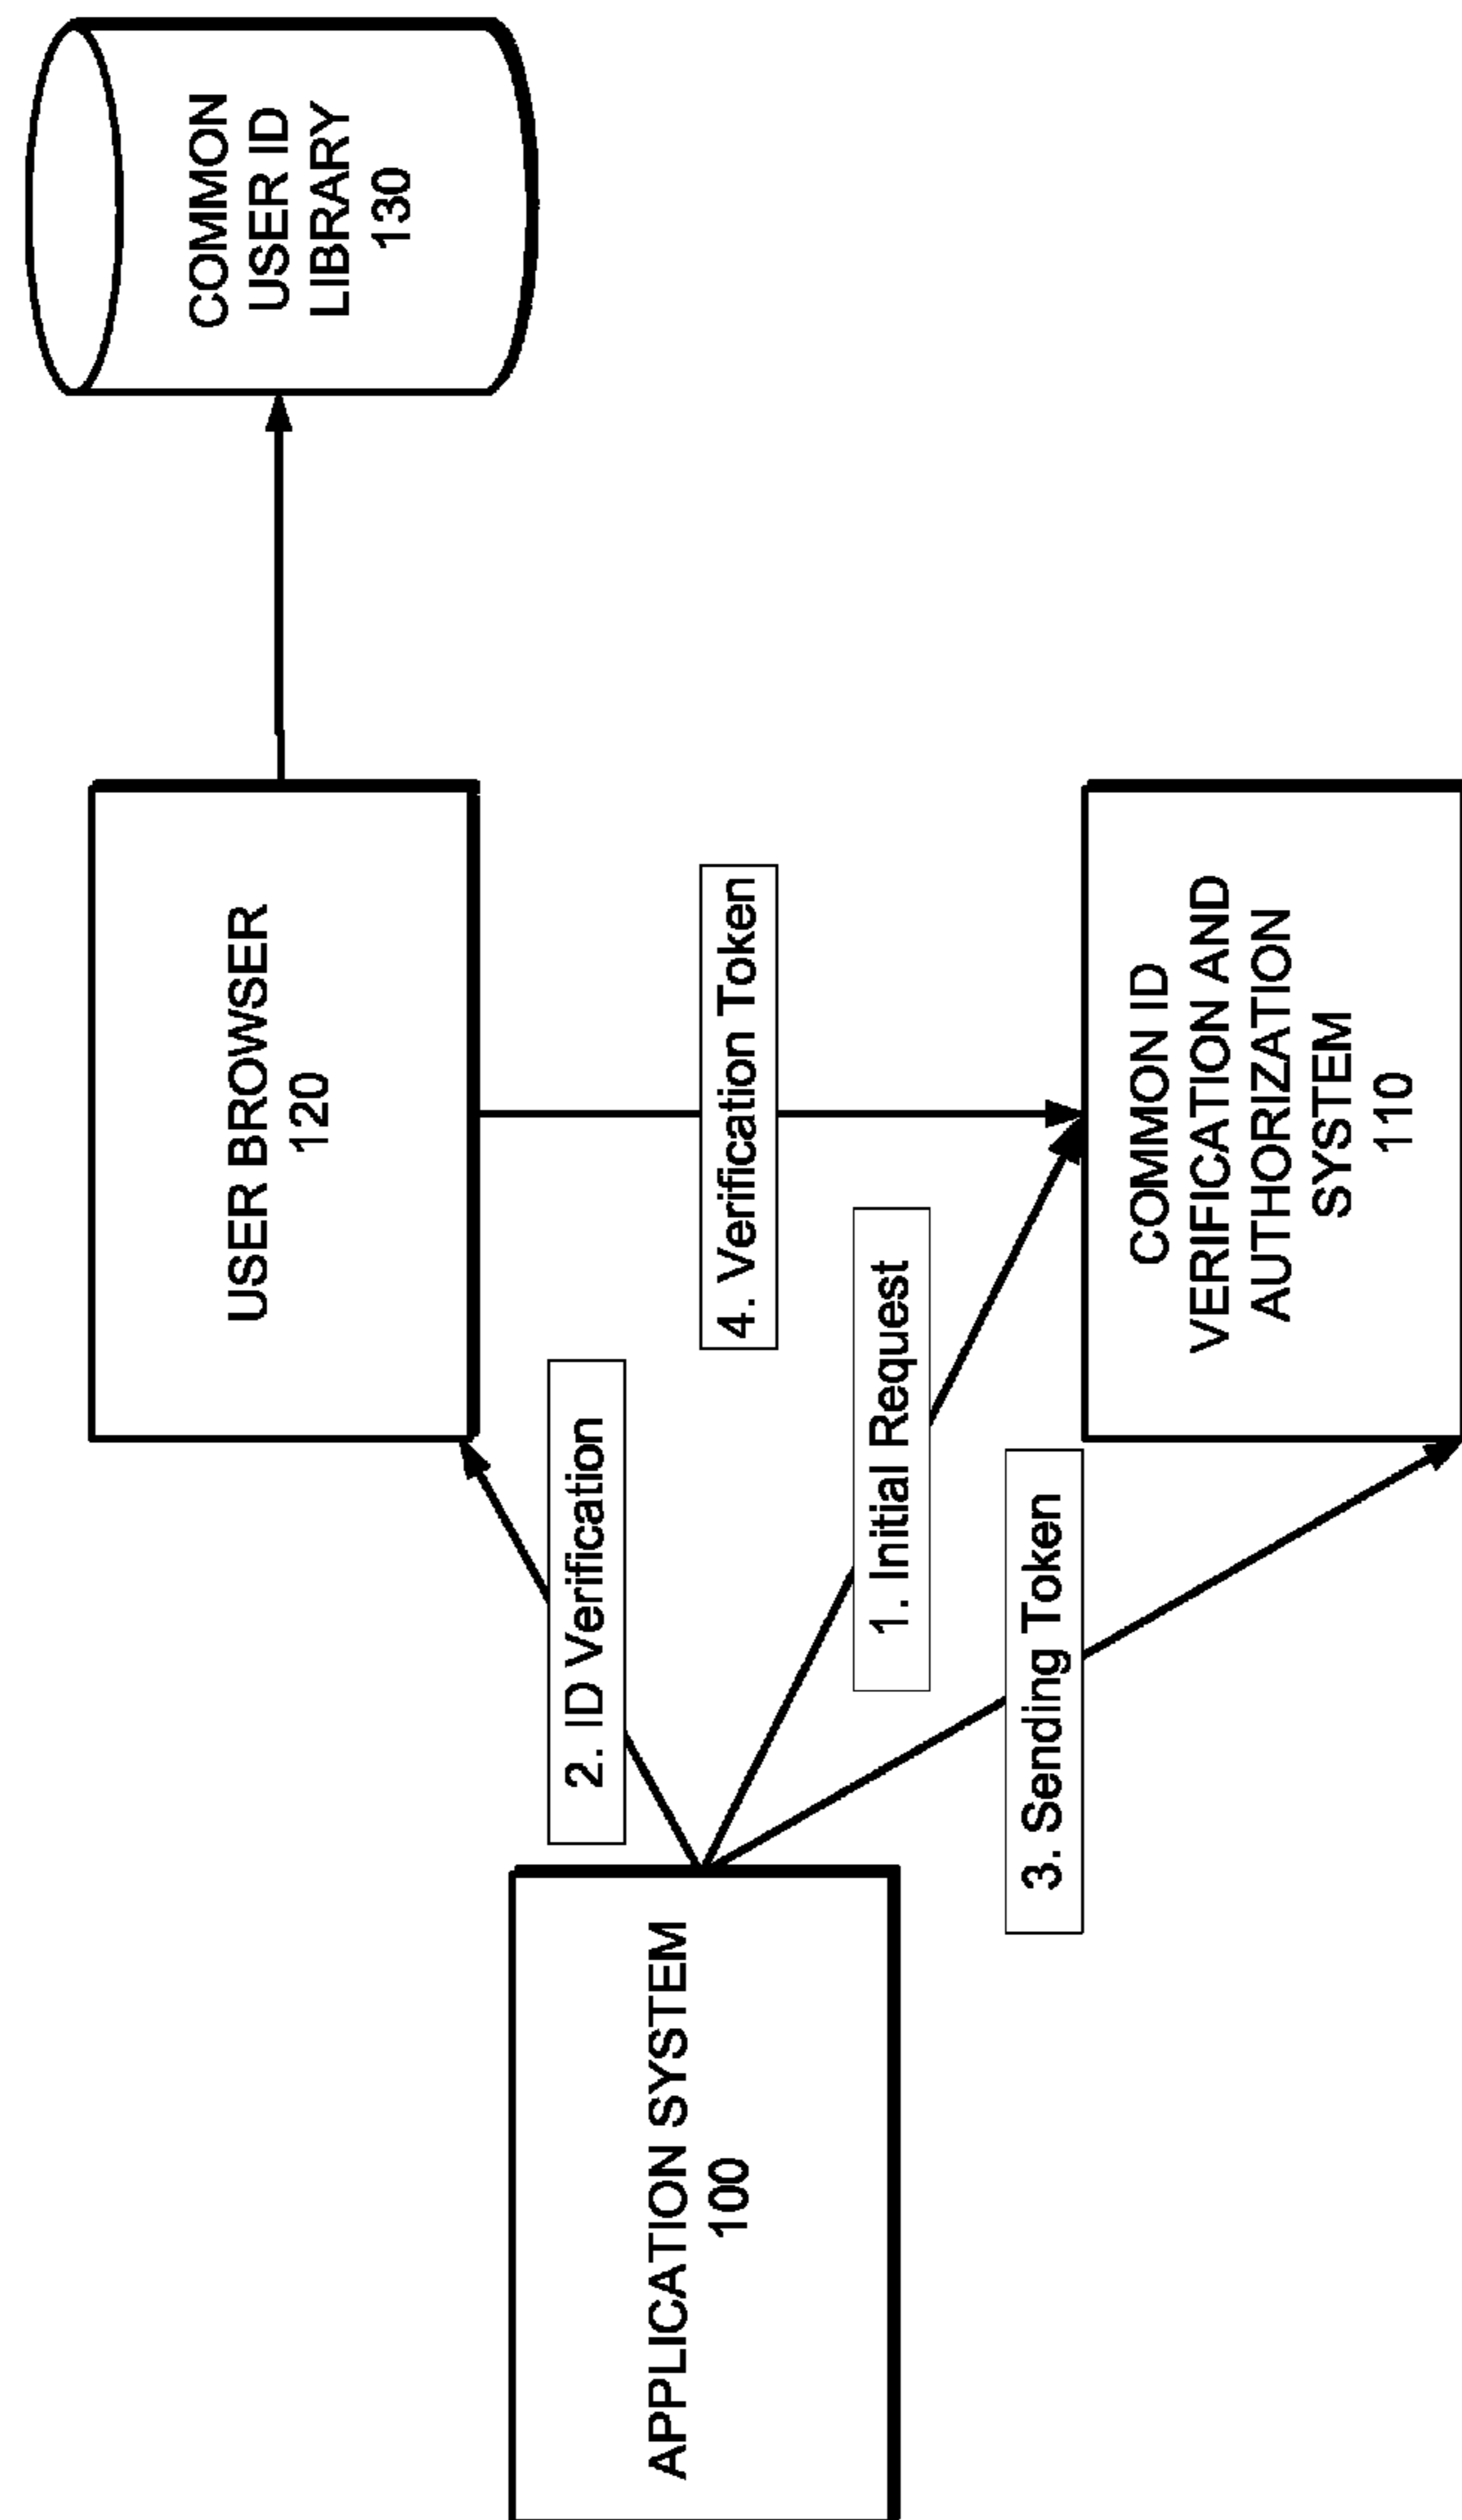 APPLICATION SYSTEM
100
2. ID Verification
1. Initial Request
3. Sending Token
USER BROWSER
120
4. Verification Token
COMMON ID
VERIFICATION AND
AUTHORIZATION
SYSTEM
110
COMMON
USER ID
LIBRARY
130